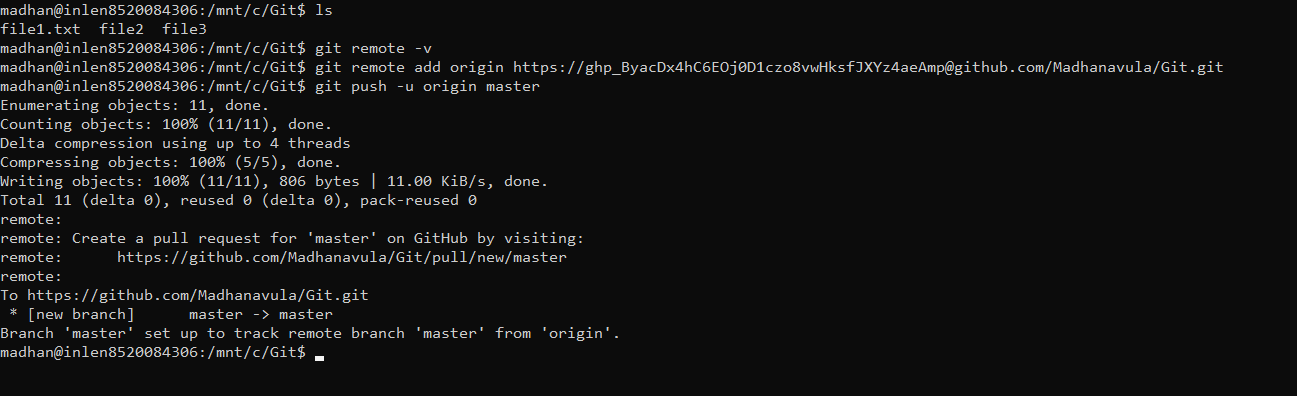 madhan@inlen8520084306:/mnt/c/Git$ ls
file1.txt  file2  file3
madhan@inlen8520084306:/mnt/c/Git$ git remote -v
madhan@inlen8520084306:/mnt/c/Git$ git remote add origin https://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@github.com/Madhanavula/Git.git
madhan@inlen8520084306:/mnt/c/Git$ git push -u origin master
Enumerating objects: 11, done.
Counting objects: 100% (11/11), done.
Delta compression using up to 4 threads
Compressing objects: 100% (5/5), done.
Writing objects: 100% (11/11), 806 bytes | 11.00 KiB/s, done.
Total 11 (delta 0), reused 0 (delta 0), pack-reused 0
remote:
remote: Create a pull request for 'master' on GitHub by visiting:
remote:      https://github.com/Madhanavula/Git/pull/new/master
remote:
To https://github.com/Madhanavula/Git.git
 * [new branch]      master -> master
Branch 'master' set up to track remote branch 'master' from 'origin'.
madhan@inlen8520084306:/mnt/c/Git$